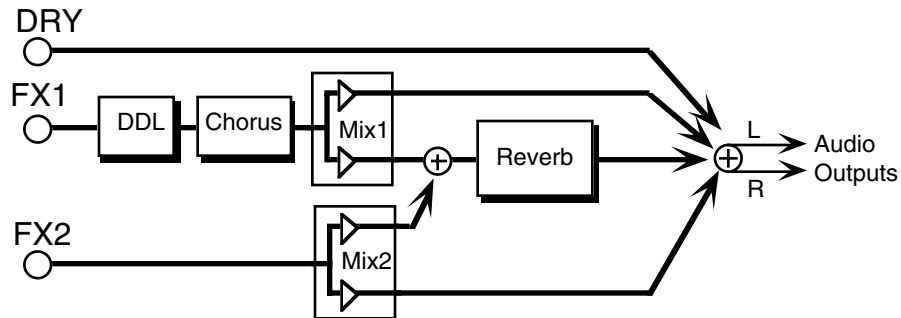 DRY
FX1
DDL
Chorus
Mix1
Reverb
L
R
Audio
Outputs
FX2
Mix2